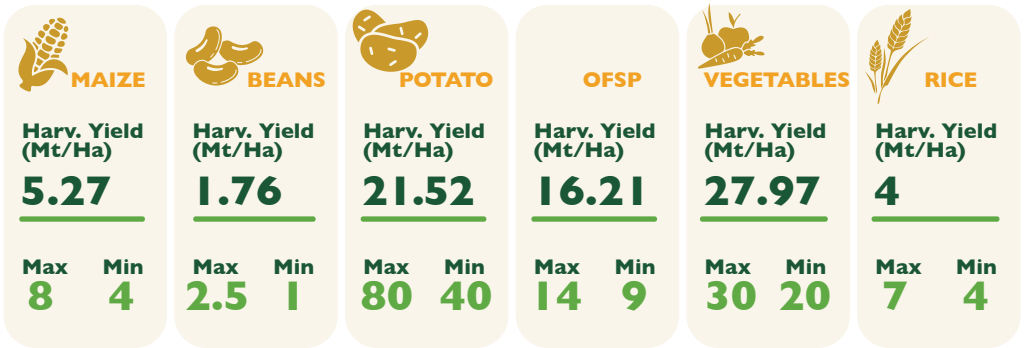 MAIZE
Harv. Yield
(Mt/Ha)
5.27
Max Min
8 4
BEANS
Harv. Yield
(Mt/Ha)
1.76
Max Min
2.5 1
POTATO
Harv. Yield
(Mt/Ha)
21.52
Max Min
80 40
OFSP
Harv. Yield
(Mt/Ha)
16.21
Max Min
14 9
VEGETABLES
Harv. Yield
(Mt/Ha)
27.97
Max Min
30 20
RICE
Harv. Yield
(Mt/Ha)
4
Max Min
7 4